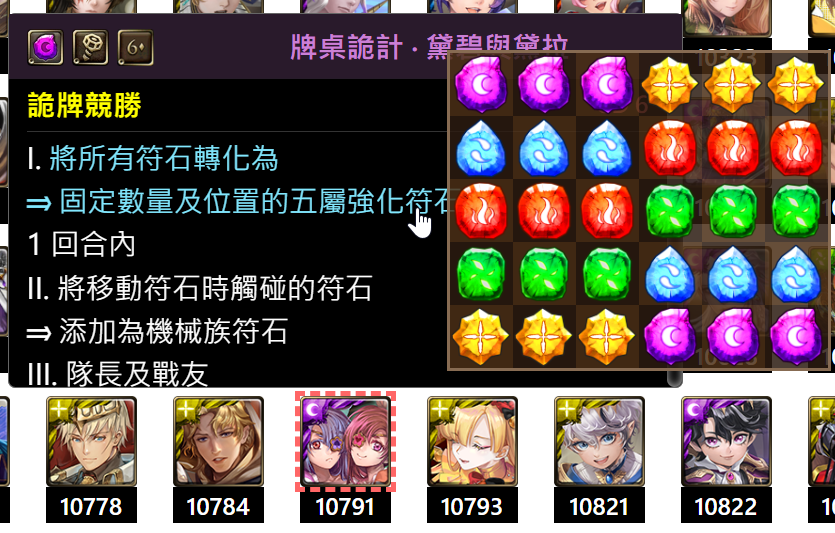 6
牌桌詭計 · 黛碧與黛拉
詭牌競勝
I. 將所有符石轉化為
⇒ 固定數量及位置的五屬強化符石
1 回合內
II. 將移動符石時觸碰的符石
⇒ 添加為機械族符石
III. 隊長及戰友
10778
10784
10791
10793
10821
10822